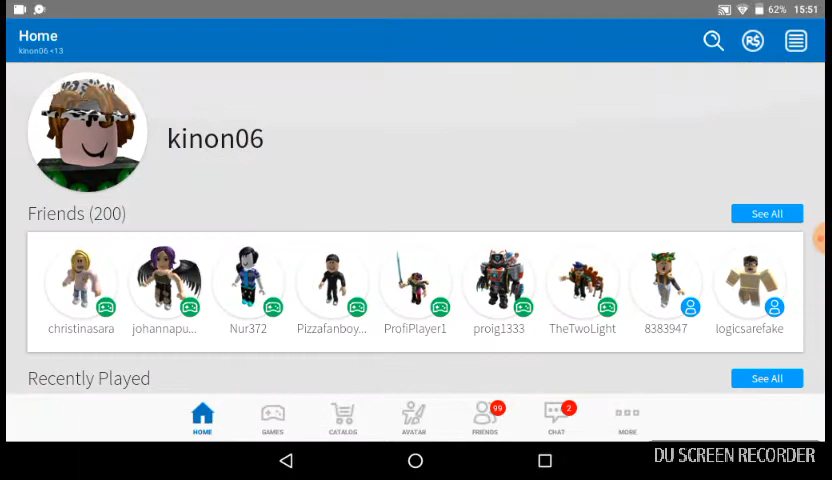 62% 15:51
Home
kinon06 <13
R$
kinon06
Friends (200)
See All
christinasara johannapu... Nur372 Pizzafanboy... ProfiPlayer1 proig1333 TheTwoLight 8383947 logicsarefake
Recently Played
See All
99 2
HOME GAMES CATALOG AVATAR FRIENDS CHAT MORE
DU SCREEN RECORDER